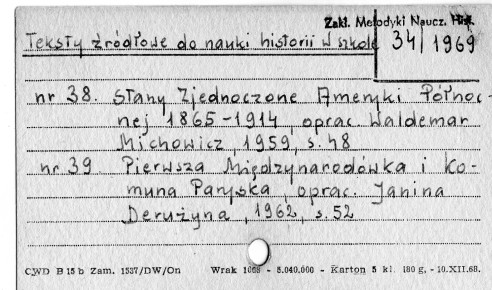 Zakł. Metodyki Naucz. Hist.
Teksty źródłowe do nauki historii w szkole 34/1969
nr 38. Stany Zjednoczone Ameryki Północ-
nej 1865-1914, oprac. Waldemar
Michowicz, 1959, s. 48
nr 39. Pierwsza Międzynarodówka i Ko-
muna Paryska, oprac. Janina
Derużyna, 1962, s. 52
CWD B 15 b Zam. 1537/DW/On Wrak 1068 - 5.040.000 - Karton 5 kl. 180 g. - 10.XII.68.